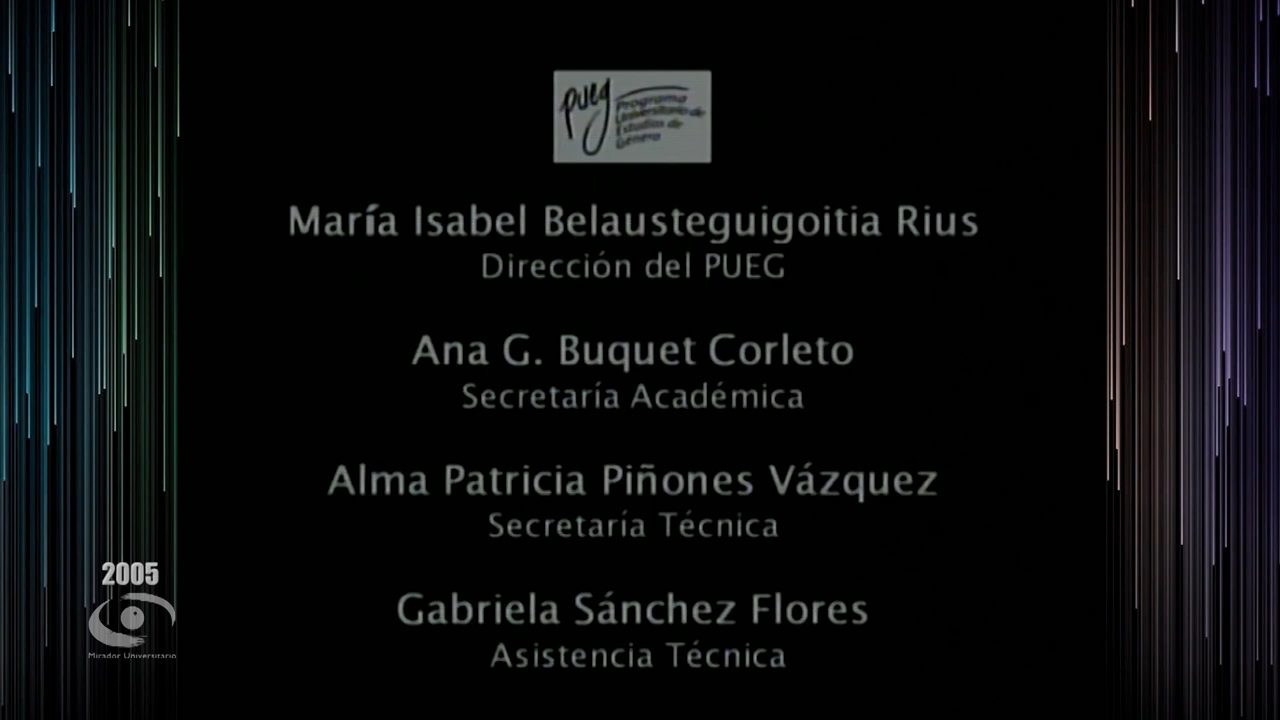 pueg
Programa
Universitario de
Estudios de
Género
María Isabel Belausteguigoitia Rius
Dirección del PUEG
Ana G. Buquet Corleto
Secretaría Académica
Alma Patricia Piñones Vázquez
Secretaría Técnica
2005
Mirador Universitario
Gabriela Sánchez Flores
Asistencia Técnica